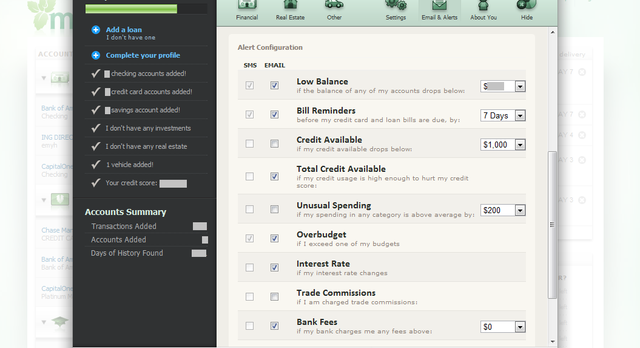 Financial
Real Estate
Other
Settings
Email & Alerts
About You
Hide
Add a loan
I don't have one
Complete your profile
checking accounts added!
credit card accounts added!
savings account added!
I don't have any investments
I don't have any real estate
1 vehicle added!
Your credit score:
Accounts Summary
Transactions Added
Accounts Added
Days of History Found
Alert Configuration
SMS EMAIL
Low Balance
if the balance of any of my accounts drops below:
$
Bill Reminders
before my credit card and loan bills are due, by:
7 Days
Credit Available
if my credit available drops below:
$1,000
Total Credit Available
if my credit usage is high enough to hurt my credit
score:
Unusual Spending
if my spending in any category is above average by:
$200
Overbudget
if I exceed one of my budgets
Interest Rate
if my interest rate changes
Trade Commissions
if I am charged trade commissions:
Bank Fees
if my bank charges me any fees above:
$0
ACCOUNTS
Bank of Am
Checking
ING DIRECT
CapitalOne
Checking
Chase Mar
CREDIT CA
Bank of Am
Bank of Am
CapitalOne
Platinum M